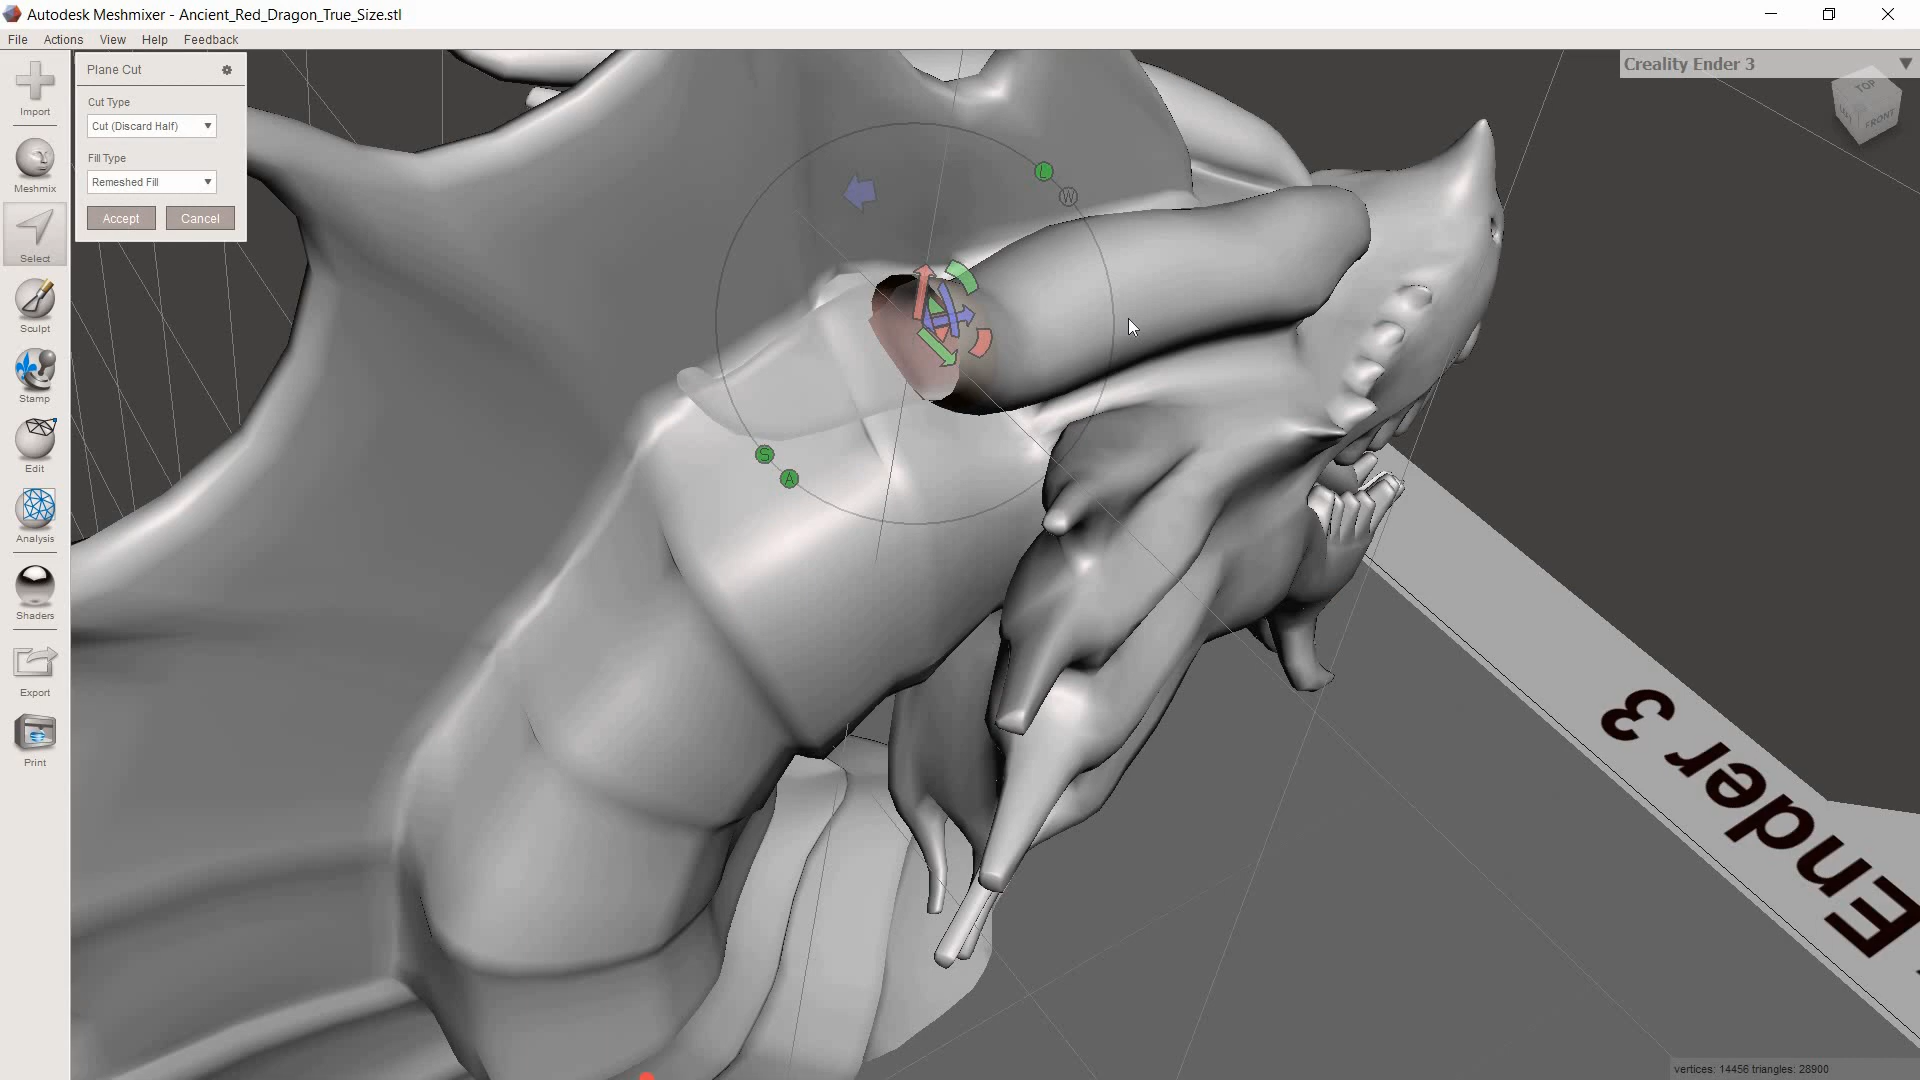 Autodesk Meshmixer - Ancient_Red_Dragon_True_Size.stl
File Actions View Help Feedback
Plane Cut
Cut Type
Cut (Discard Half)
Fill Type
Remeshed Fill
Accept Cancel
Import
Meshmix
Select
Sculpt
Stamp
Edit
Analysis
Shaders
Export
Print
Creality Ender 3
TOP
FRONT
L
W
S
A
Ender 3
vertices: 14456 triangles: 28900